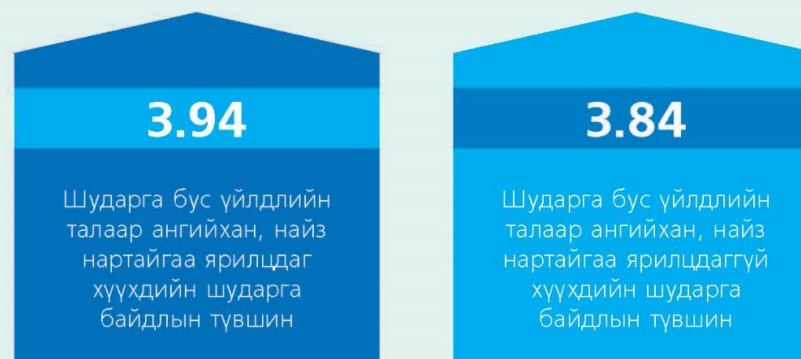 3.94
Шударга бус үйлдлийн
талаар ангийхан, найз
нартайгаа ярилцдаг
хүүхдийн шударга
байдлын түвшин
3.84
Шударга бус үйлдлийн
талаар ангийхан, найз
нартайгаа ярилцдаггүй
хүүхдийн шударга
байдлын түвшин